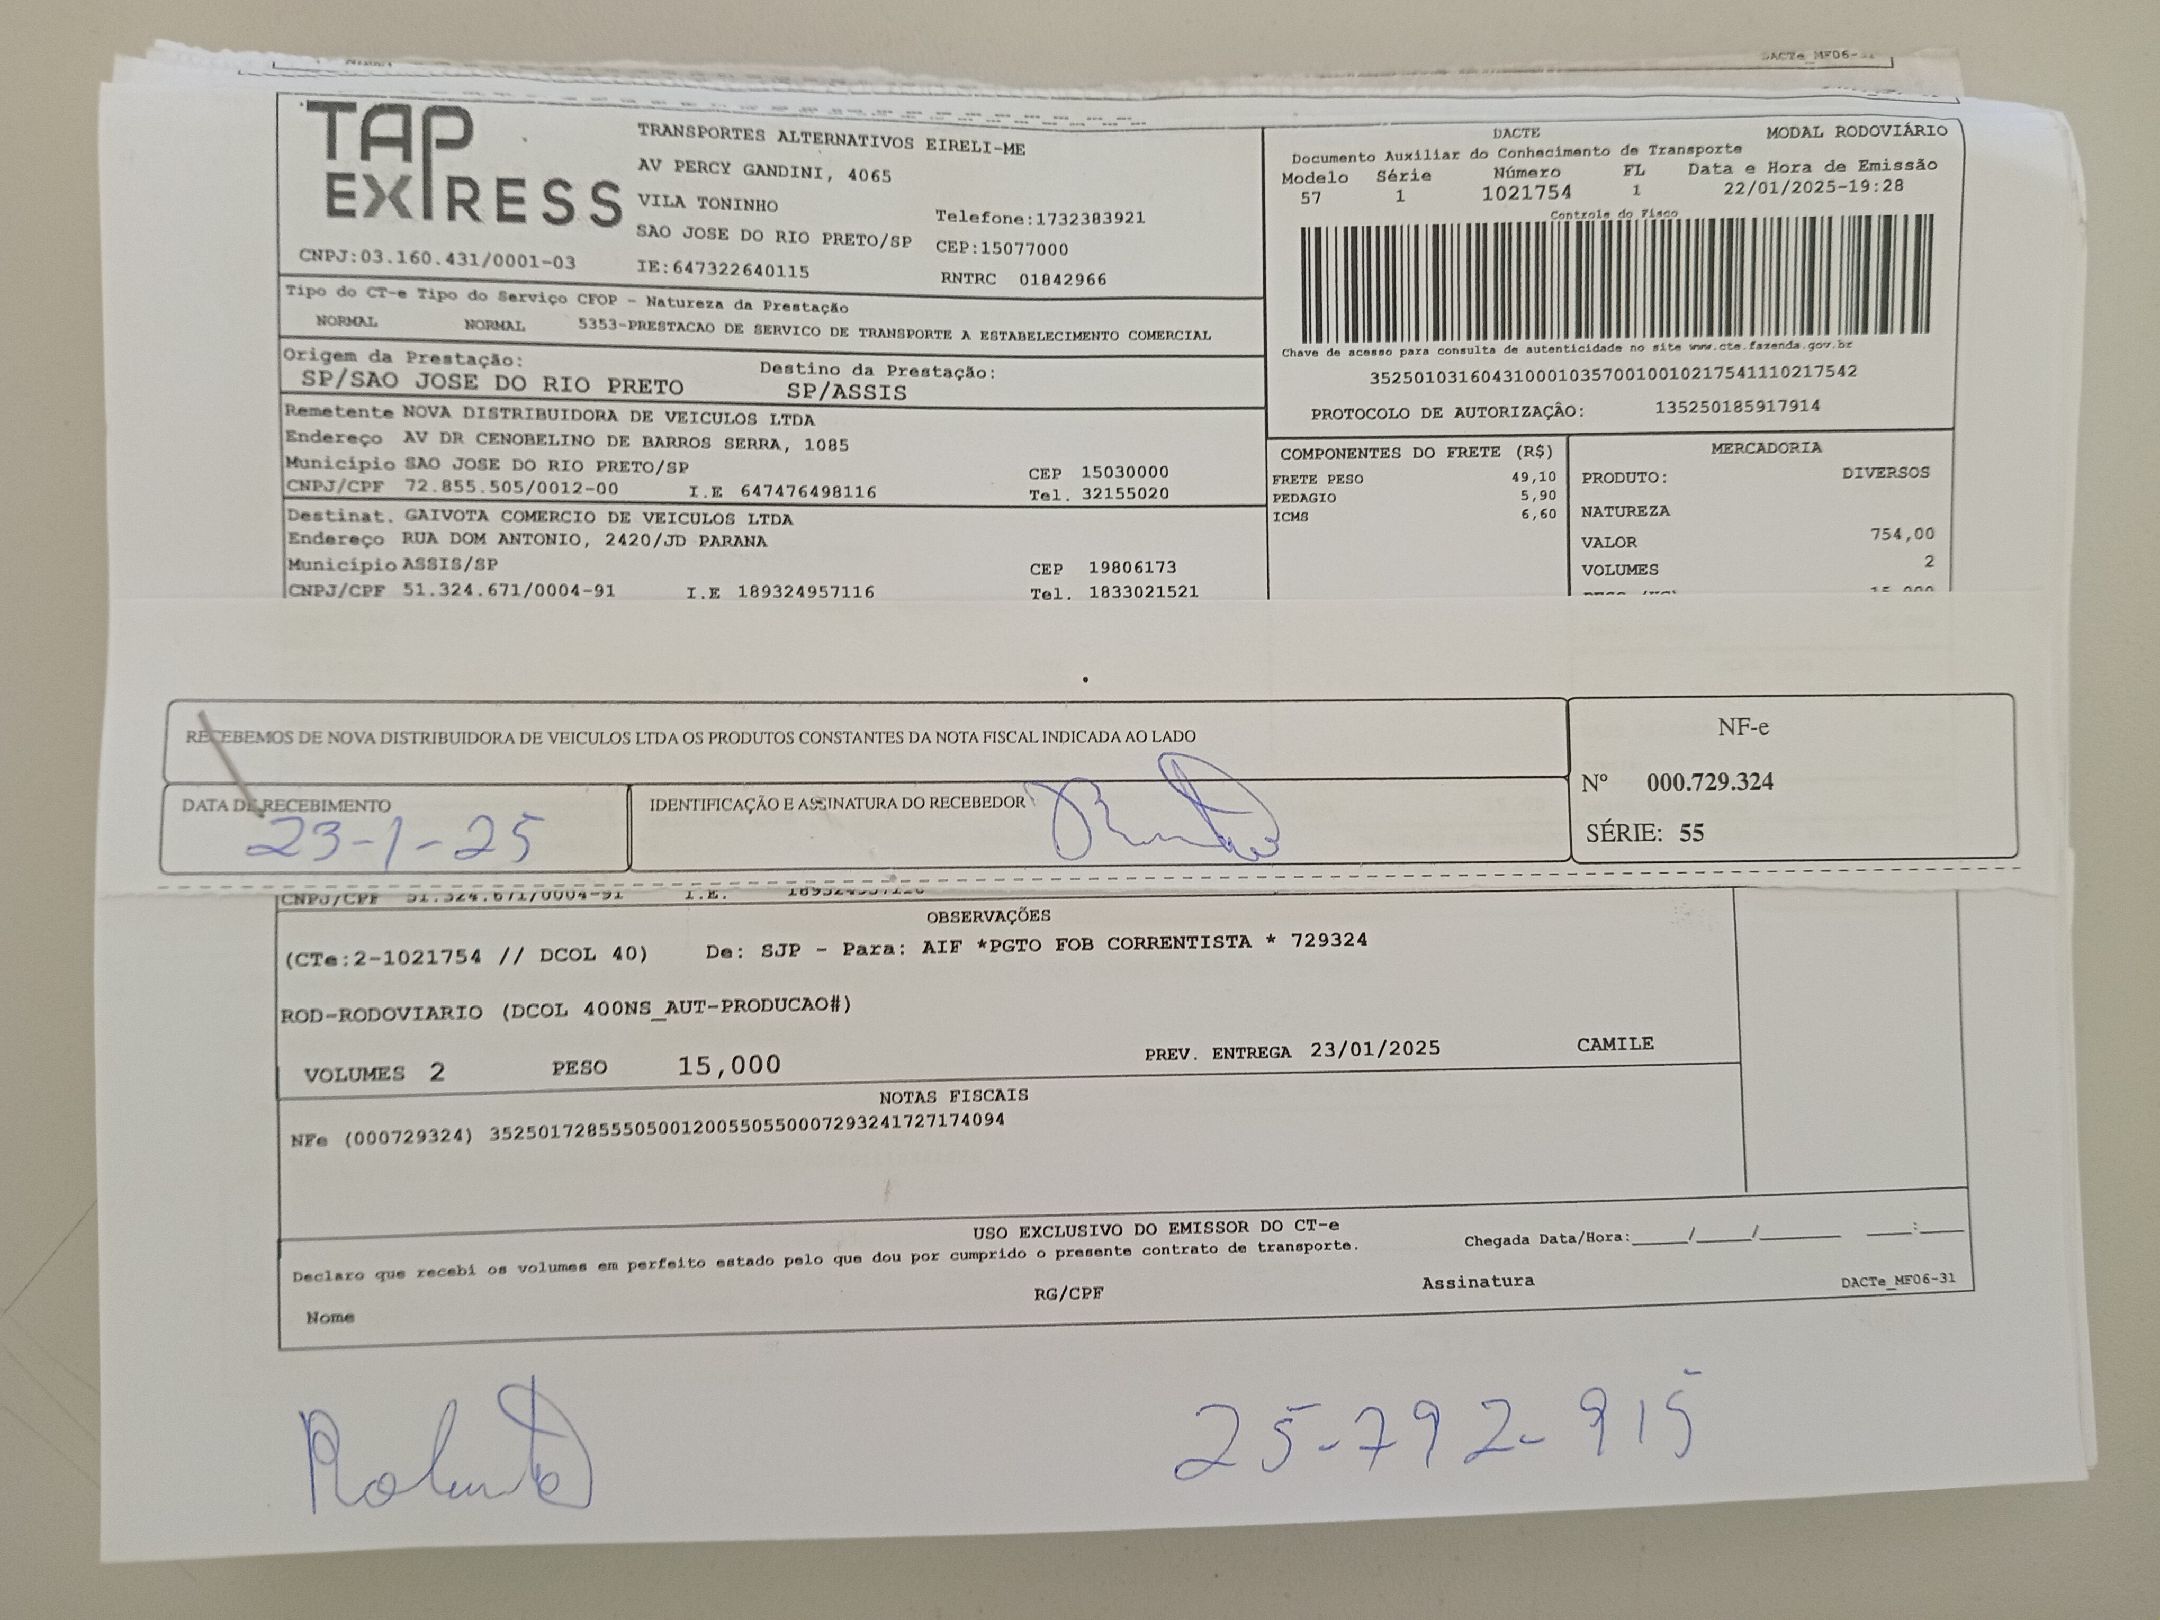 DACTe_MF06-31
TAP EXPRESS
TRANSPORTES ALTERNATIVOS EIRELI-ME
AV PERCY GANDINI, 4065
VILA TONINHO
Telefone:1732383921
SAO JOSE DO RIO PRETO/SP CEP:15077000
CNPJ:03.160.431/0001-03 IE:647322640115 RNTRC 01842966
DACTE MODAL RODOVIÁRIO
Documento Auxiliar do Conhecimento de Transporte
Modelo Série Número FL Data e Hora de Emissão
57 1 1021754 1 22/01/2025-19:28
Controle do Fisco
Chave de acesso para consulta de autenticidade no site www.cte.fazenda.gov.br
35250103160431000103570010010217541110217542
PROTOCOLO DE AUTORIZAÇÃO: 135250185917914
Tipo do CT-e Tipo do Serviço CFOP - Natureza da Prestação
NORMAL NORMAL 5353-PRESTACAO DE SERVICO DE TRANSPORTE A ESTABELECIMENTO COMERCIAL
Origem da Prestação: Destino da Prestação:
SP/SAO JOSE DO RIO PRETO SP/ASSIS
Remetente NOVA DISTRIBUIDORA DE VEICULOS LTDA
Endereço AV DR CENOBELINO DE BARROS SERRA, 1085
Município SAO JOSE DO RIO PRETO/SP CEP 15030000
CNPJ/CPF 72.855.505/0012-00 I.E 647476498116 Tel. 32155020
Destinat. GAIVOTA COMERCIO DE VEICULOS LTDA
Endereço RUA DOM ANTONIO, 2420/JD PARANA
Município ASSIS/SP CEP 19806173
CNPJ/CPF 51.324.671/0004-91 I.E 189324957116 Tel. 1833021521
COMPONENTES DO FRETE (R$)
FRETE PESO 49,10
PEDAGIO 5,90
ICMS 6,60
MERCADORIA
PRODUTO: DIVERSOS
NATUREZA
VALOR 754,00
VOLUMES 2
RECEBEMOS DE NOVA DISTRIBUIDORA DE VEICULOS LTDA OS PRODUTOS CONSTANTES DA NOTA FISCAL INDICADA AO LADO
DATA DE RECEBIMENTO
23-1-25
IDENTIFICAÇÃO E ASSINATURA DO RECEBEDOR
NF-e
Nº 000.729.324
SÉRIE: 55
CNPJ/CPF 51.324.671/0004-91 I.E.
OBSERVAÇÕES
(CTe:2-1021754 // DCOL 40) De: SJP - Para: AIF *PGTO FOB CORRENTISTA * 729324
ROD-RODOVIARIO (DCOL 400NS_AUT-PRODUCAO#)
VOLUMES 2 PESO 15,000 PREV. ENTREGA 23/01/2025 CAMILE
NOTAS FISCAIS
NFe (000729324) 35250172855505001200550550007293241727174094
USO EXCLUSIVO DO EMISSOR DO CT-e
Declaro que recebi os volumes em perfeito estado pelo que dou por cumprido o presente contrato de transporte.
Chegada Data/Hora:_____/_____/_______ ____:____
Nome RG/CPF Assinatura DACTe_MF06-31
25-792-915